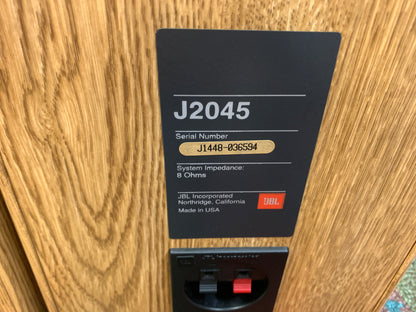 J2045
Serial Number
J1448-036594
System Impedance:
8 Ohms
JBL Incorporated
Northridge, California
Made in USA
JBL